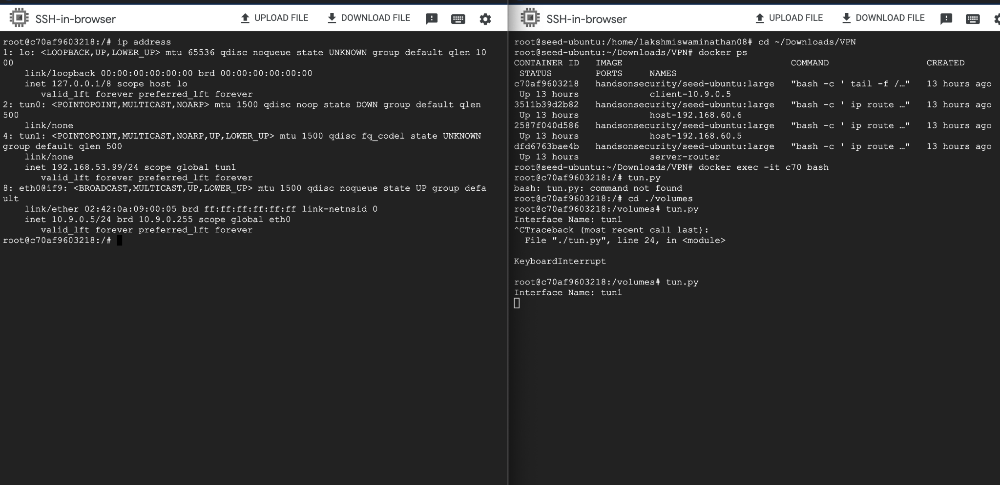 SSH-in-browser
UPLOAD FILE
DOWNLOAD FILE
root@c70af9603218:/# ip address
1: lo: <LOOPBACK,UP,LOWER_UP> mtu 65536 qdisc noqueue state UNKNOWN group default qlen 10
00
    link/loopback 00:00:00:00:00:00 brd 00:00:00:00:00:00
    inet 127.0.0.1/8 scope host lo
       valid_lft forever preferred_lft forever
2: tun0: <POINTOPOINT,MULTICAST,NOARP> mtu 1500 qdisc noop state DOWN group default qlen
500
    link/none
4: tun1: <POINTOPOINT,MULTICAST,NOARP,UP,LOWER_UP> mtu 1500 qdisc fq_codel state UNKNOWN
group default qlen 500
    link/none
    inet 192.168.53.99/24 scope global tun1
       valid_lft forever preferred_lft forever
8: eth0@if9: <BROADCAST,MULTICAST,UP,LOWER_UP> mtu 1500 qdisc noqueue state UP group defa
ult
    link/ether 02:42:0a:09:00:05 brd ff:ff:ff:ff:ff:ff link-netnsid 0
    inet 10.9.0.5/24 brd 10.9.0.255 scope global eth0
       valid_lft forever preferred_lft forever
root@c70af9603218:/#
SSH-in-browser
UPLOAD FILE
DOWNLOAD FILE
root@seed-ubuntu:/home/lakshmiswaminathan08# cd ~/Downloads/VPN
root@seed-ubuntu:~/Downloads/VPN# docker ps
CONTAINER ID   IMAGE                               COMMAND                  CREATED
 STATUS        PORTS     NAMES
c70af9603218   handsonsecurity/seed-ubuntu:large   "bash -c ' tail -f /…"   13 hours ago
 Up 13 hours             client-10.9.0.5
3511b39d2b82   handsonsecurity/seed-ubuntu:large   "bash -c ' ip route …"   13 hours ago
 Up 13 hours             host-192.168.60.6
2587f040d586   handsonsecurity/seed-ubuntu:large   "bash -c ' ip route …"   13 hours ago
 Up 13 hours             host-192.168.60.5
dfd6763bae4b   handsonsecurity/seed-ubuntu:large   "bash -c ' ip route …"   13 hours ago
 Up 13 hours             server-router
root@seed-ubuntu:~/Downloads/VPN# docker exec -it c70 bash
root@c70af9603218:/# tun.py
bash: tun.py: command not found
root@c70af9603218:/# cd ./volumes
root@c70af9603218:/volumes# tun.py
Interface Name: tun1
^CTraceback (most recent call last):
  File "./tun.py", line 24, in <module>
KeyboardInterrupt
root@c70af9603218:/volumes# tun.py
Interface Name: tun1